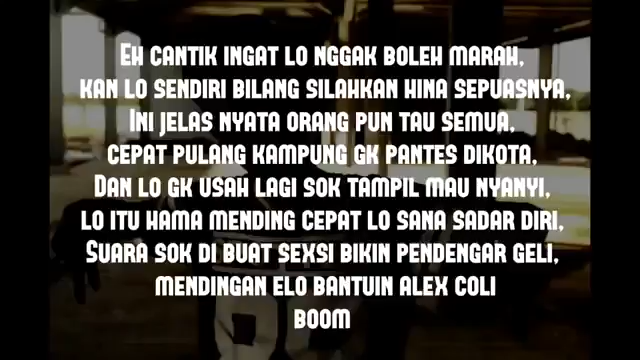 Eh cantik ingat lo nggak boleh marah,
kan lo sendiri bilang silahkan hina sepuasnya,
Ini jelas nyata orang pun tau semua,
cepat pulang kampung gk pantes dikota,
Dan lo gk usah lagi sok tampil mau nyanyi,
lo itu hama mending cepat lo sana sadar diri,
Suara sok di buat sexsi bikin pendengar geli,
mendingan elo bantuin alex coli
boom